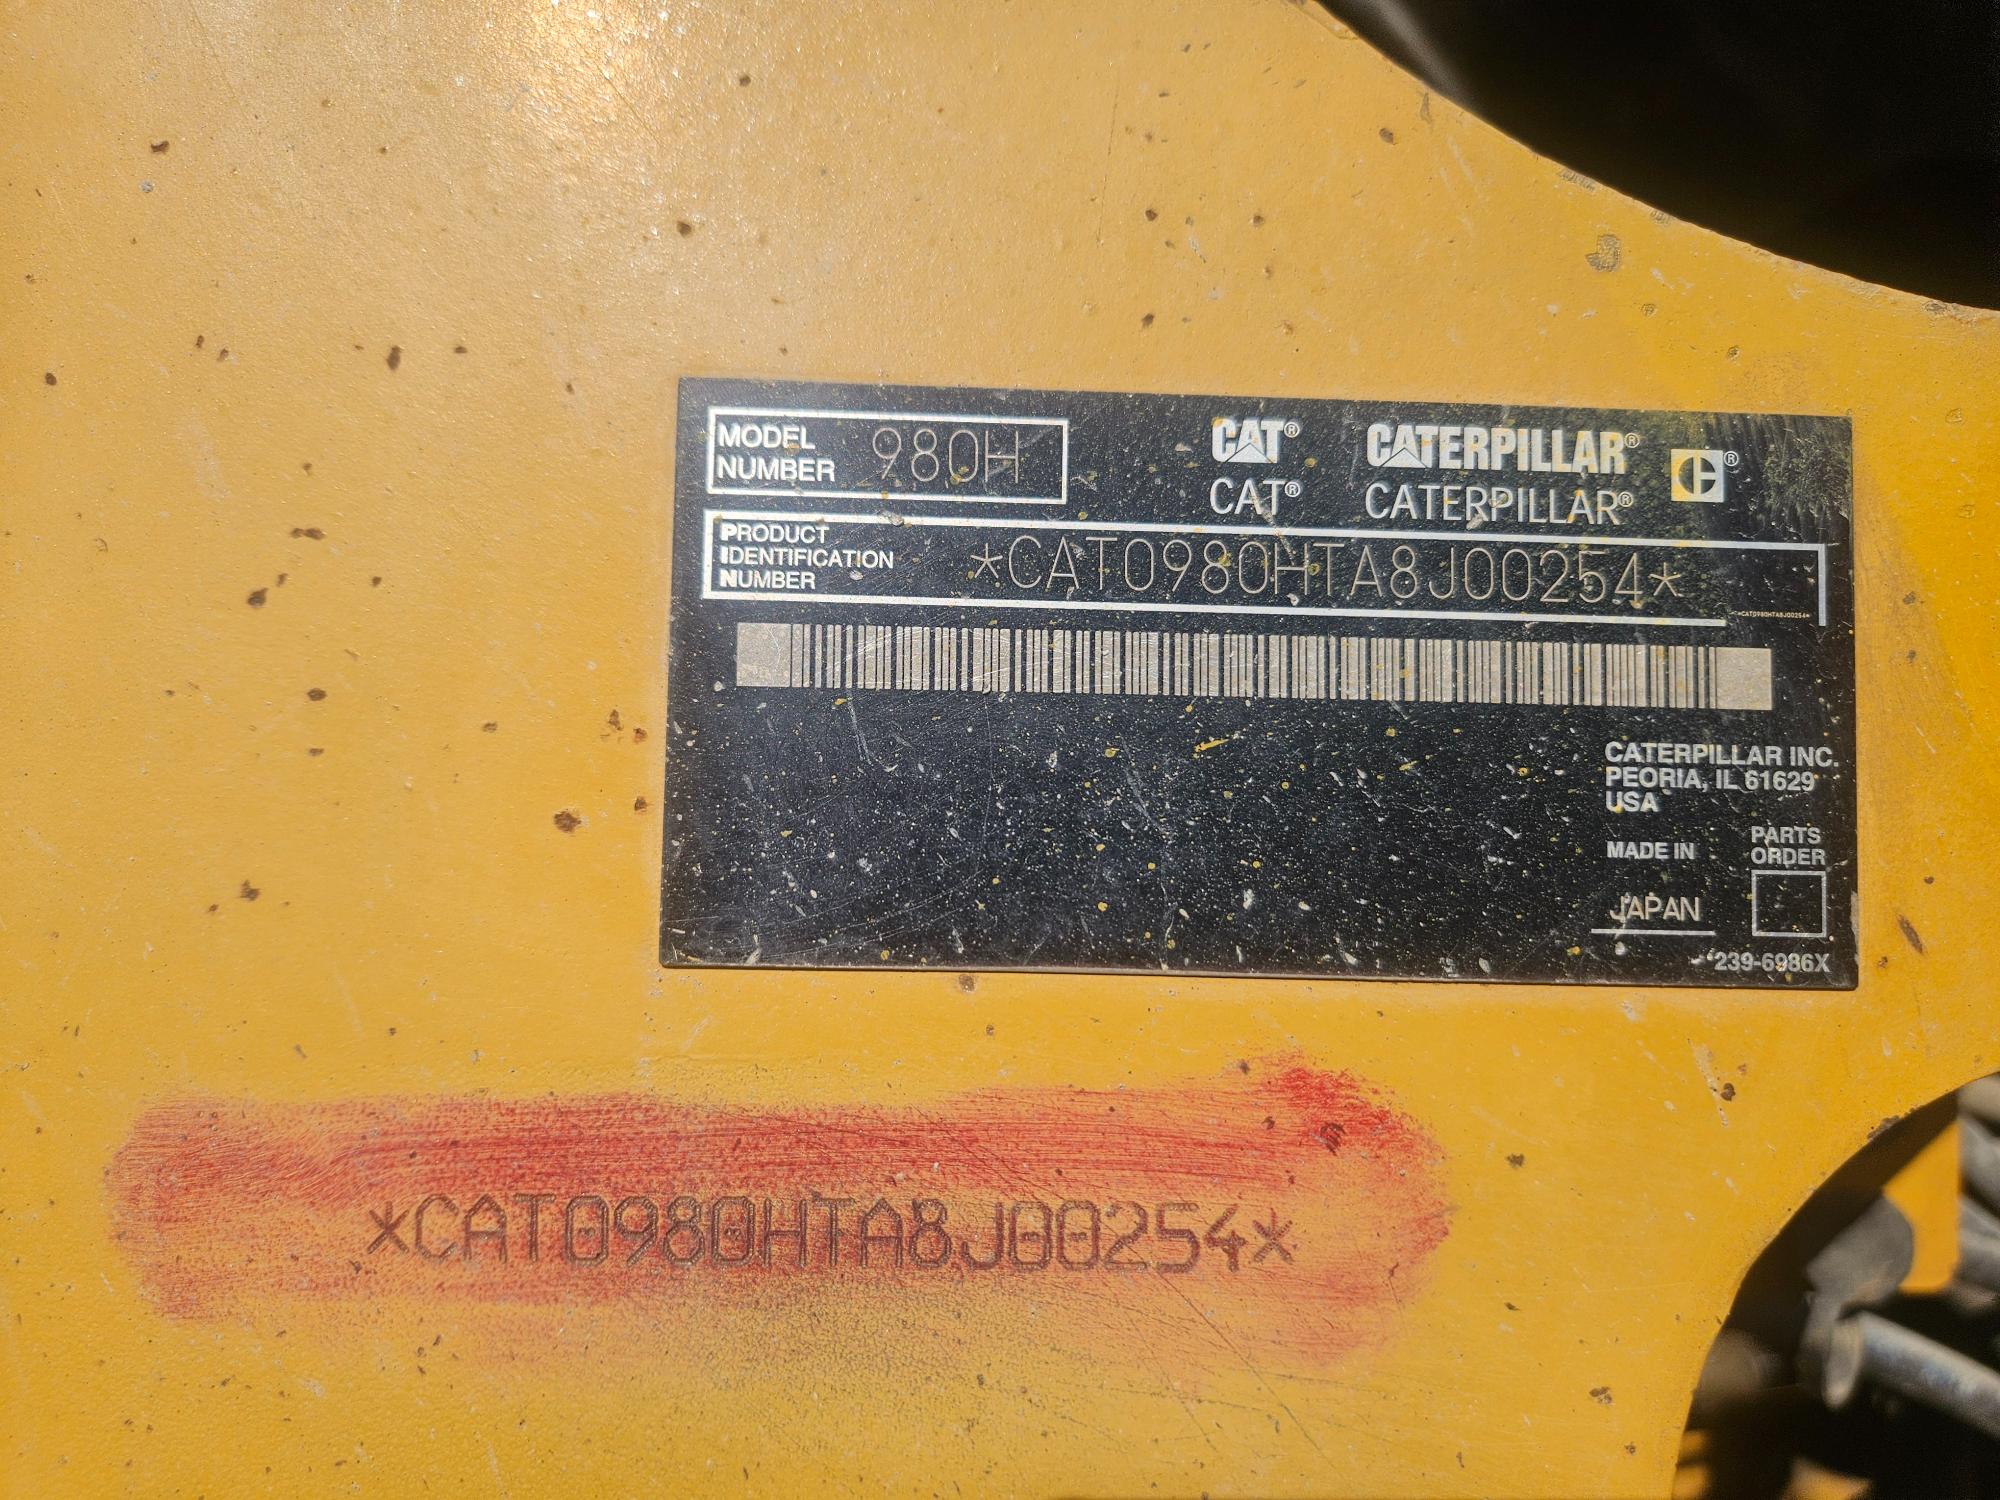 MODEL
NUMBER
980H
CAT® CATERPILLAR®
CAT® CATERPILLAR®
PRODUCT
IDENTIFICATION
NUMBER
*CAT0980HTA8J00254*
*CAT0980HTA8J00254*
CATERPILLAR INC.
PEORIA, IL 61629
USA
MADE IN
JAPAN
PARTS
ORDER
239-6986X
*CAT0980HTA8J00254*